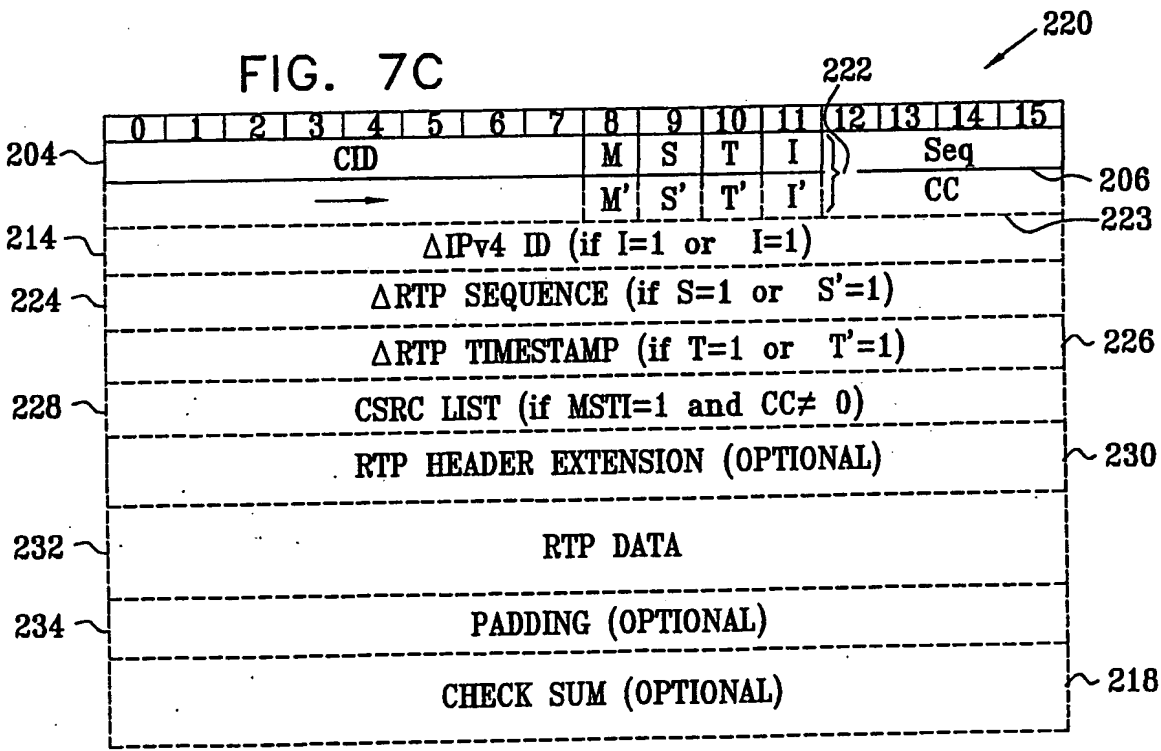 220
FIG. 7C
222
0 1 2 3 4 5 6 7 8 9 10 11 12 13 14 15
204 CID M S T I Seq
206
M' S' T' I' CC
223
214 ΔIPv4 ID (if I=1 or I=1)
224 ΔRTP SEQUENCE (if S=1 or S'=1)
ΔRTP TIMESTAMP (if T=1 or T'=1) 226
228 CSRC LIST (if MSTI=1 and CC≠ 0)
RTP HEADER EXTENSION (OPTIONAL) 230
232 RTP DATA
234 PADDING (OPTIONAL)
CHECK SUM (OPTIONAL) 218